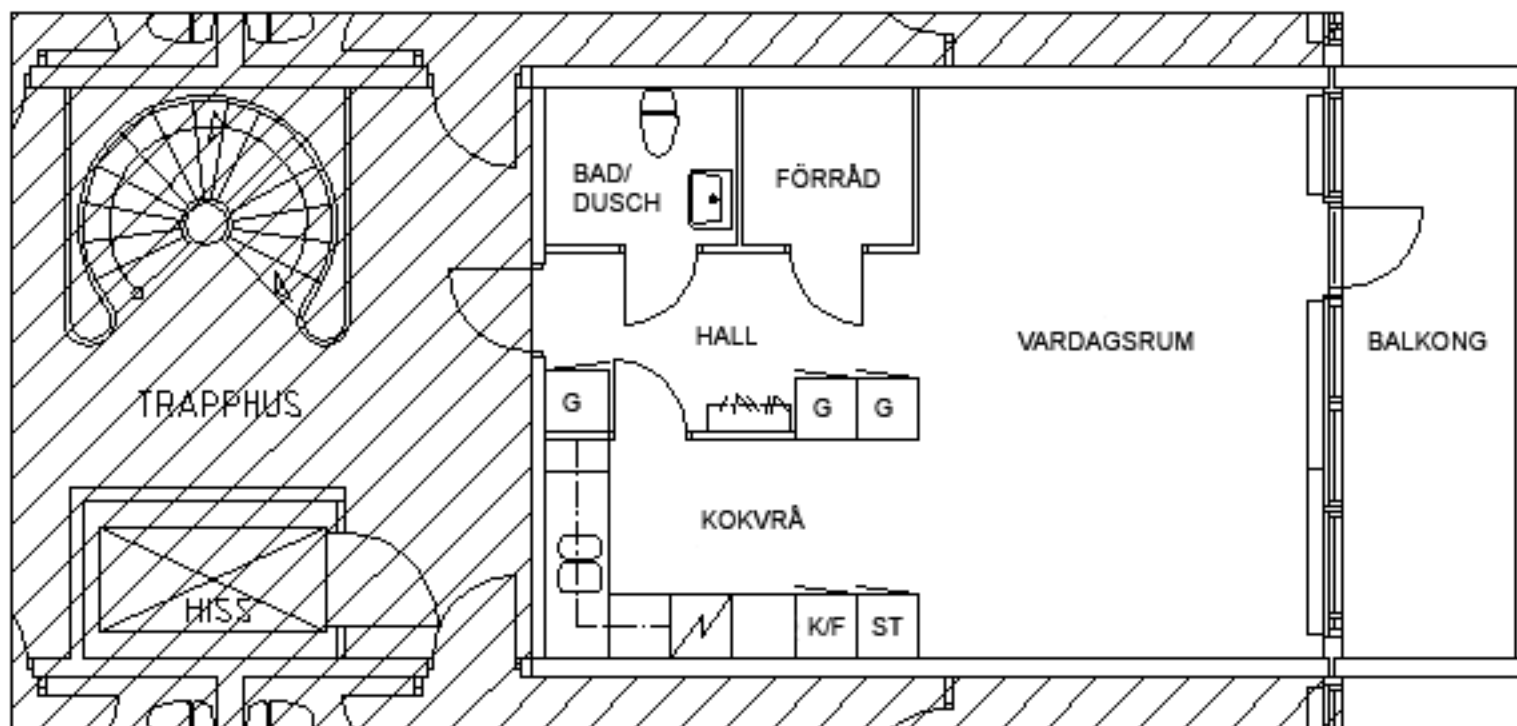 BAD/
DUSCH
FÖRRÅD
HALL
VARDAGSRUM
BALKONG
TRAPPHUS
G
G
G
KOKVRÅ
HISS
K/F
ST